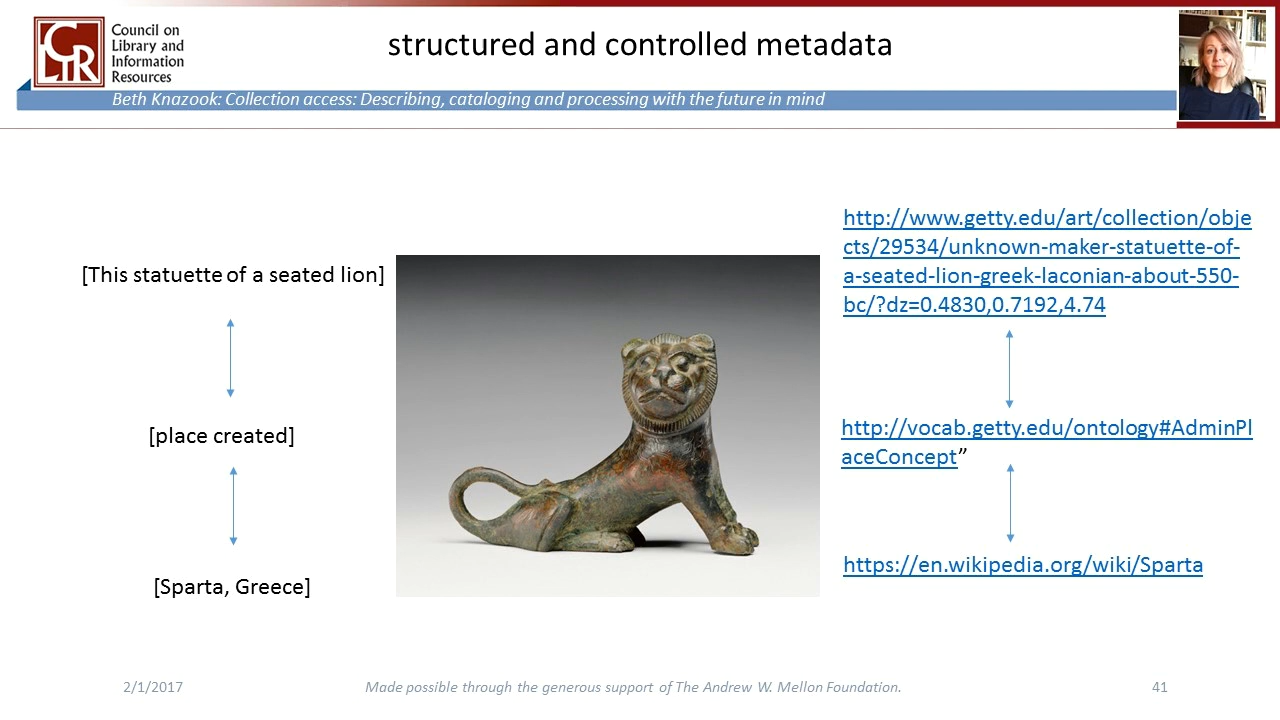 structured and controlled metadata
CLIR
Council on
Library and
Information
Resources
Beth Knazook: Collection access: Describing, cataloging and processing with the future in mind
[This statuette of a seated lion]
[place created]
[Sparta, Greece]
http://www.getty.edu/art/collection/obje
cts/29534/unknown-maker-statuette-of-
a-seated-lion-greek-laconian-about-550-
bc/?dz=0.4830,0.7192,4.74
http://vocab.getty.edu/ontology#AdminPl
aceConcept”
https://en.wikipedia.org/wiki/Sparta
2/1/2017
Made possible through the generous support of The Andrew W. Mellon Foundation.
41